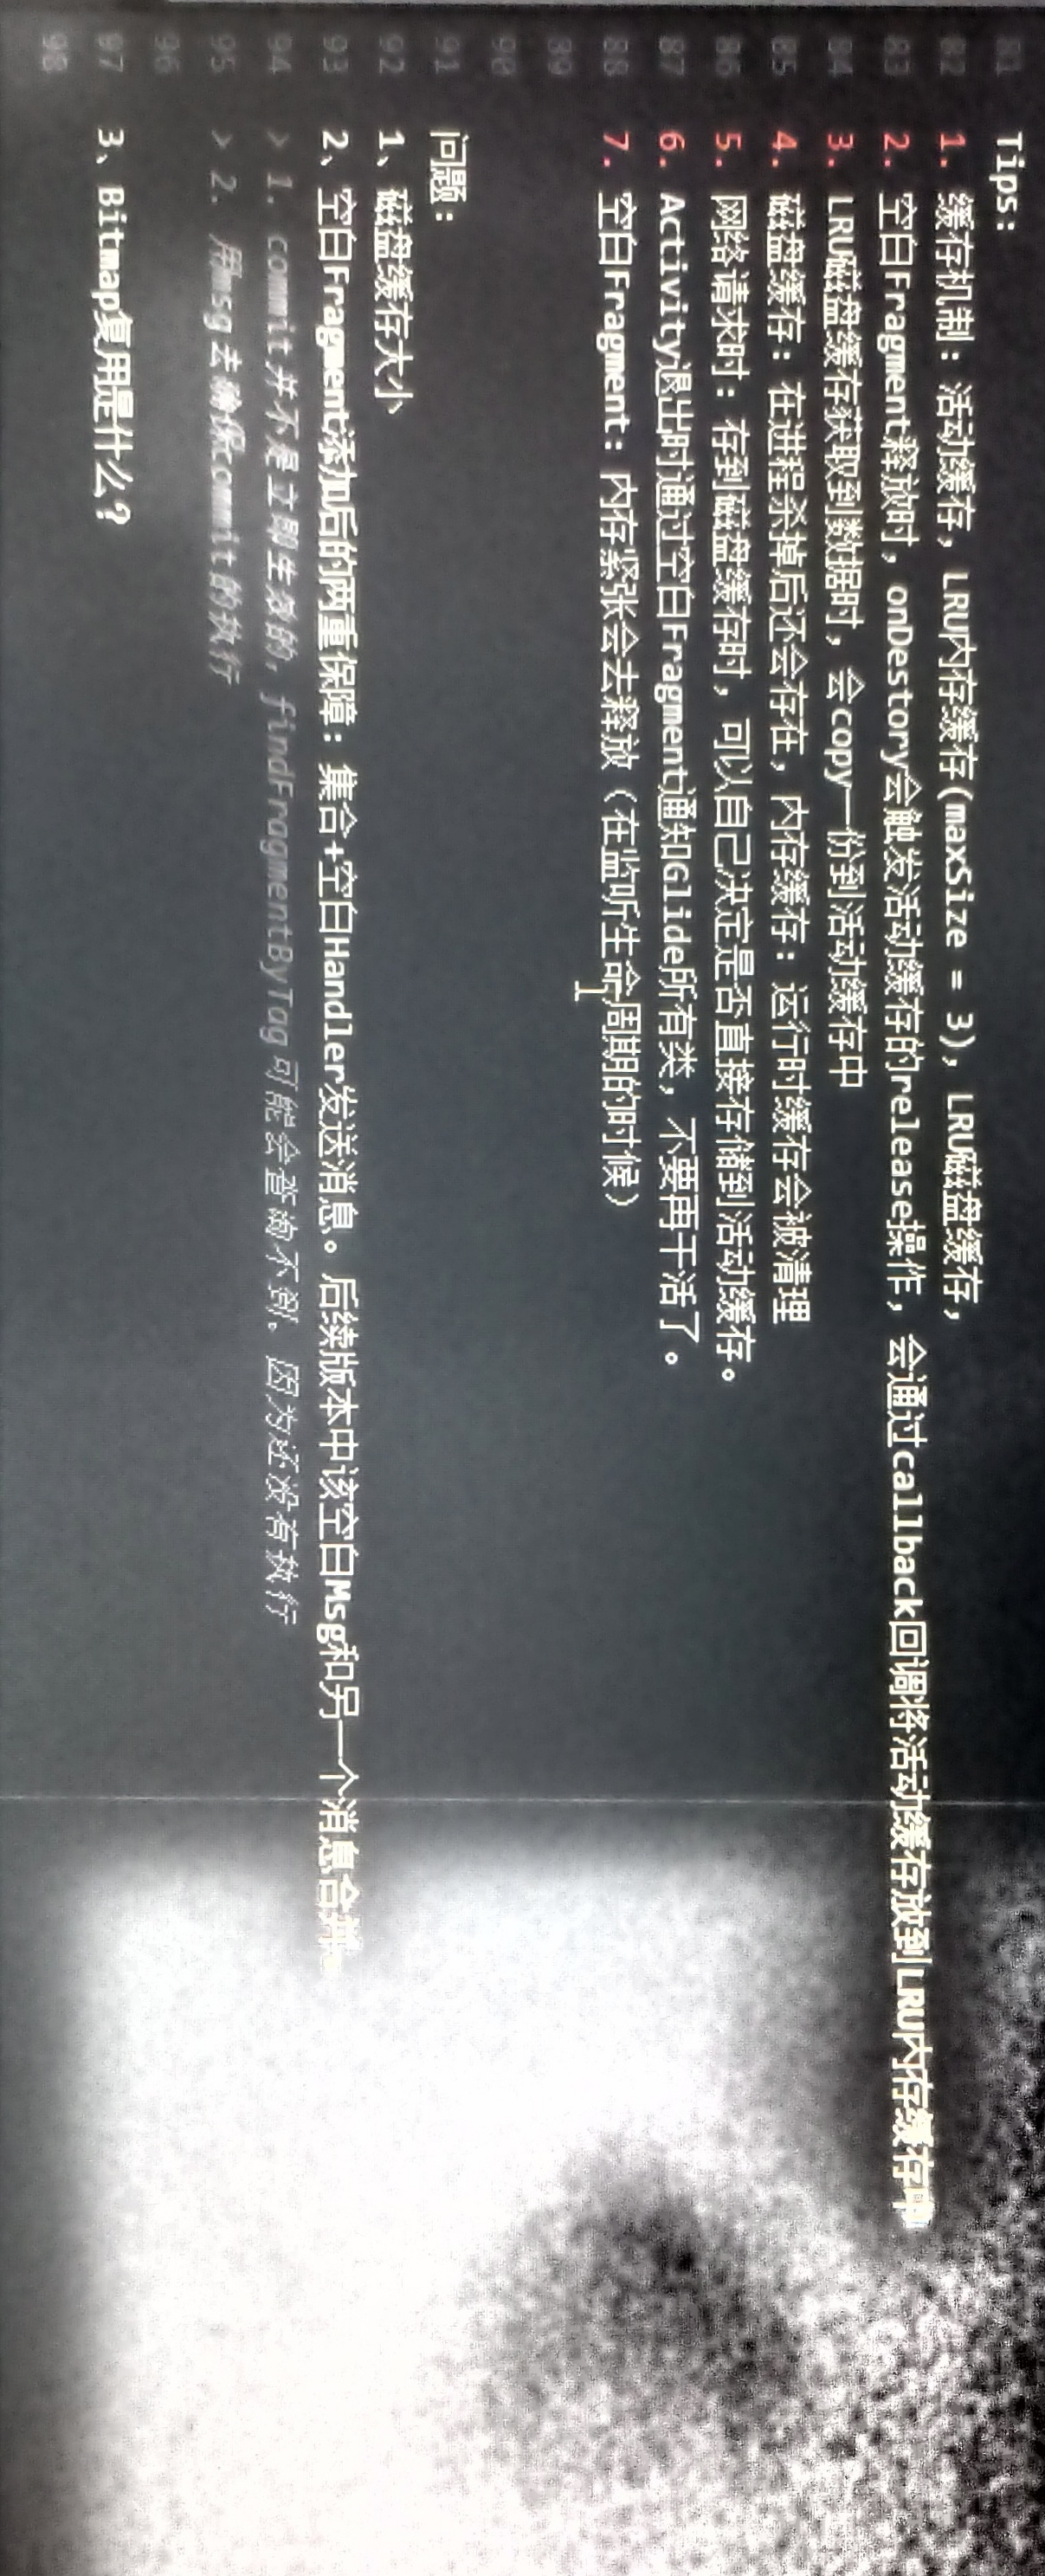 81 Tips:
82 1. 缓存机制：活动缓存，LRU内存缓存(maxSize = 3)，LRU磁盘缓存，
83 2. 空白Fragment释放时，onDestory会触发活动缓存的release操作，会通过callback回调将活动缓存放到LRU内存缓存中
84 3. LRU磁盘缓存获取到数据时，会copy一份到活动缓存中
85 4. 磁盘缓存：在进程杀掉后还会存在，内存缓存：运行时缓存会被清理
86 5. 网络请求时：存到磁盘缓存时，可以自己决定是否直接存储到活动缓存。
87 6. Activity退出时通过空白Fragment通知Glide所有类，不要再干活了。
88 7. 空白Fragment：内存紧张会去释放（在监听生命周期的时候）
89
90
91 问题：
92 1、磁盘缓存大小
93 2、空白Fragment添加后的两重保障：集合+空白Handler发送消息。后续版本中该空白Msg和另一个消息合并。
94 > 1. commit并不是立即生效的，findFragmentByTag可能会查询不到。因为还没有执行
95 > 2. 用msg去确保commit的执行
96
97 3、Bitmap复用是什么？
98